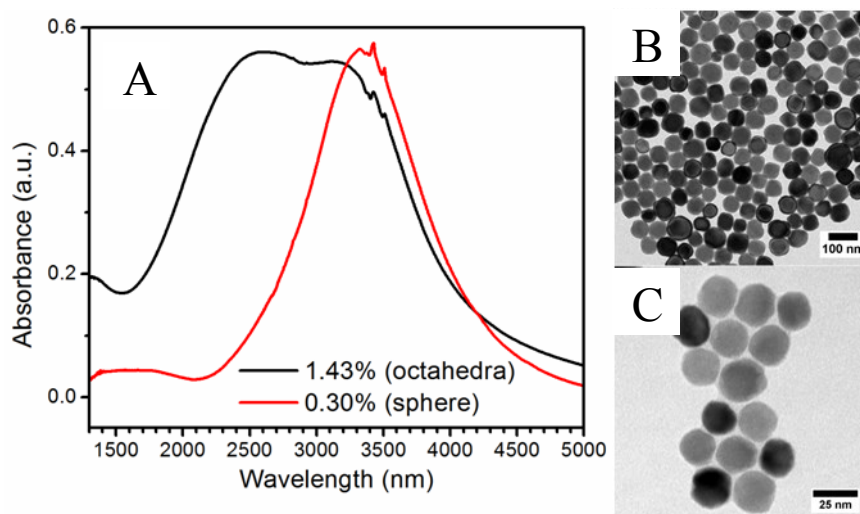 A
0.6
0.4
0.2
0.0
Absorbance (a.u.)
1.43% (octahedra)
0.30% (sphere)
1500 2000 2500 3000 3500 4000 4500 5000
Wavelength (nm)
B
100 nm
C
25 nm